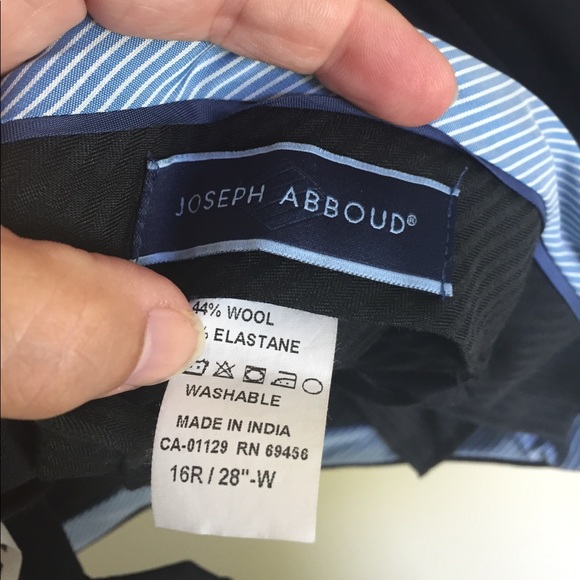 JOSEPH ABBOUD®
44% WOOL
% ELASTANE
WASHABLE
MADE IN INDIA
CA-01129 RN 69456
16R / 28"-W